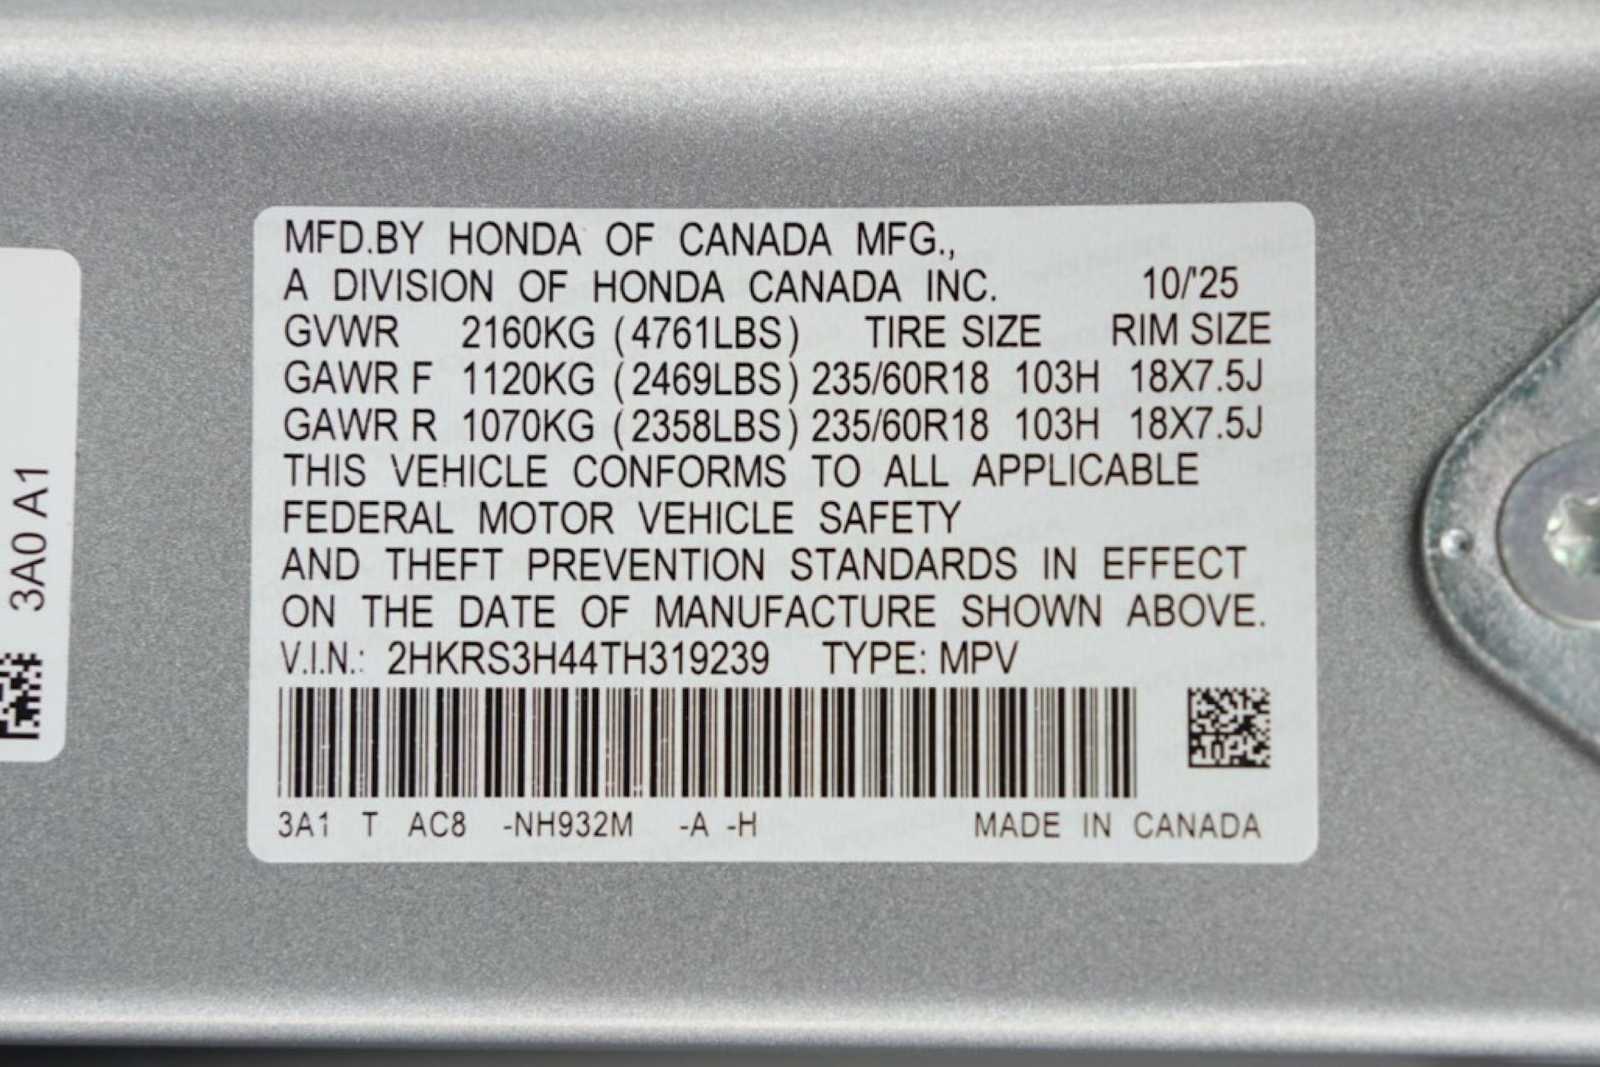 MFD.BY HONDA OF CANADA MFG.,
A DIVISION OF HONDA CANADA INC. 10/'25
GVWR 2160KG (4761LBS) TIRE SIZE RIM SIZE
GAWR F 1120KG (2469LBS) 235/60R18 103H 18X7.5J
GAWR R 1070KG (2358LBS) 235/60R18 103H 18X7.5J
THIS VEHICLE CONFORMS TO ALL APPLICABLE
FEDERAL MOTOR VEHICLE SAFETY
AND THEFT PREVENTION STANDARDS IN EFFECT
ON THE DATE OF MANUFACTURE SHOWN ABOVE.
V.I.N.: 2HKRS3H44TH319239 TYPE: MPV
3A1 T AC8 -NH932M -A -H MADE IN CANADA
3A0 A1